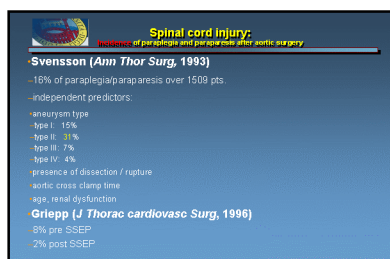 Spinal cord injury:
Incidence of paraplegia and paraparesis after aortic surgery
•Svensson (Ann Thor Surg, 1993)
–16% of paraplegia/paraparesis over 1509 pts.
–independent predictors:
•aneurysm type
–type I: 15%
–type II: 31%
–type III: 7%
–type IV: 4%
•presence of dissection / rupture
•aortic cross clamp time
•age, renal dysfunction
•Griepp (J Thorac cardiovasc Surg, 1996)
–8% pre SSEP
–2% post SSEP